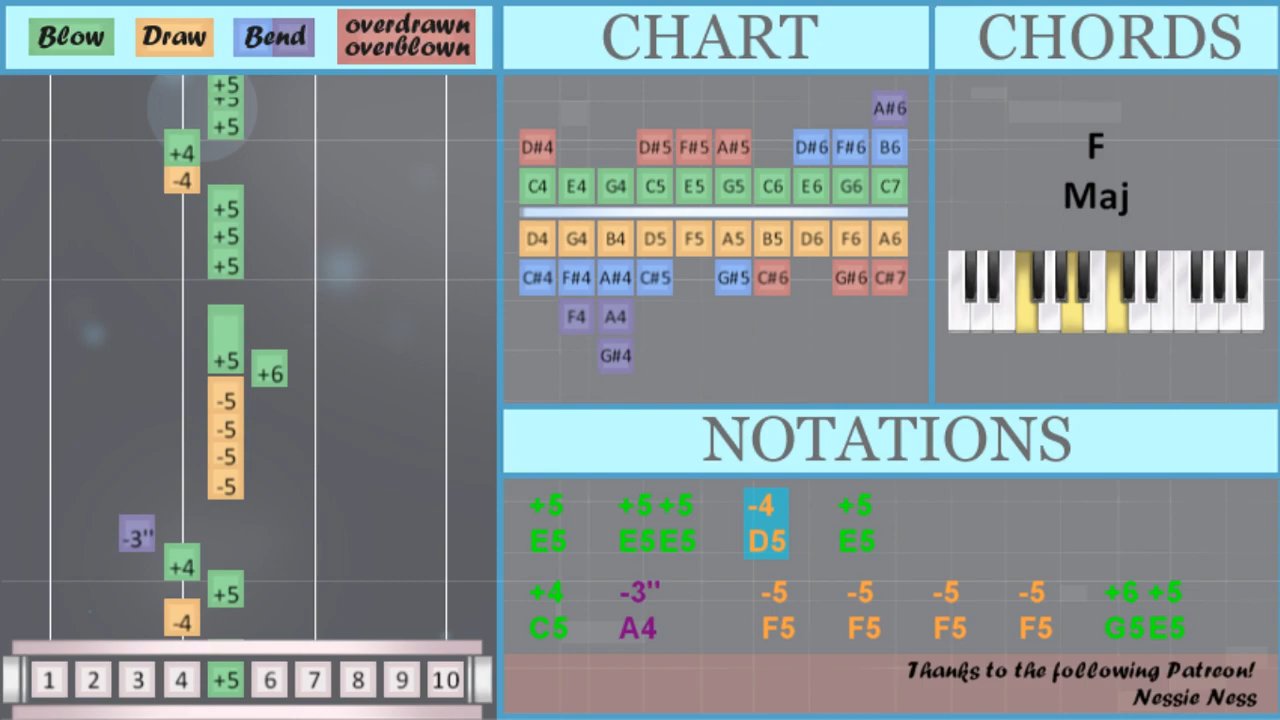 Blow Draw Bend overdrawn
overblown
CHART
CHORDS
+5
+5
+5
+4
-4
+5
+5
+5
+5
+6
-5
-5
-5
-5
-3"
+4
+5
-4
1 2 3 4 +5 6 7 8 9 10
A#6
D#4 D#5 F#5 A#5 D#6 F#6 B6
C4 E4 G4 C5 E5 G5 C6 E6 G6 C7
D4 G4 B4 D5 F5 A5 B5 D6 F6 A6
C#4 F#4 A#4 C#5 G#5 C#6 G#6 C#7
F4 A4
G#4
F
Maj
NOTATIONS
+5 +5 +5 -4 +5
E5 E5 E5 D5 E5
+4 -3" -5 -5 -5 -5 +6 +5
C5 A4 F5 F5 F5 F5 G5 E5
Thanks to the following Patreon!
Nessie Ness